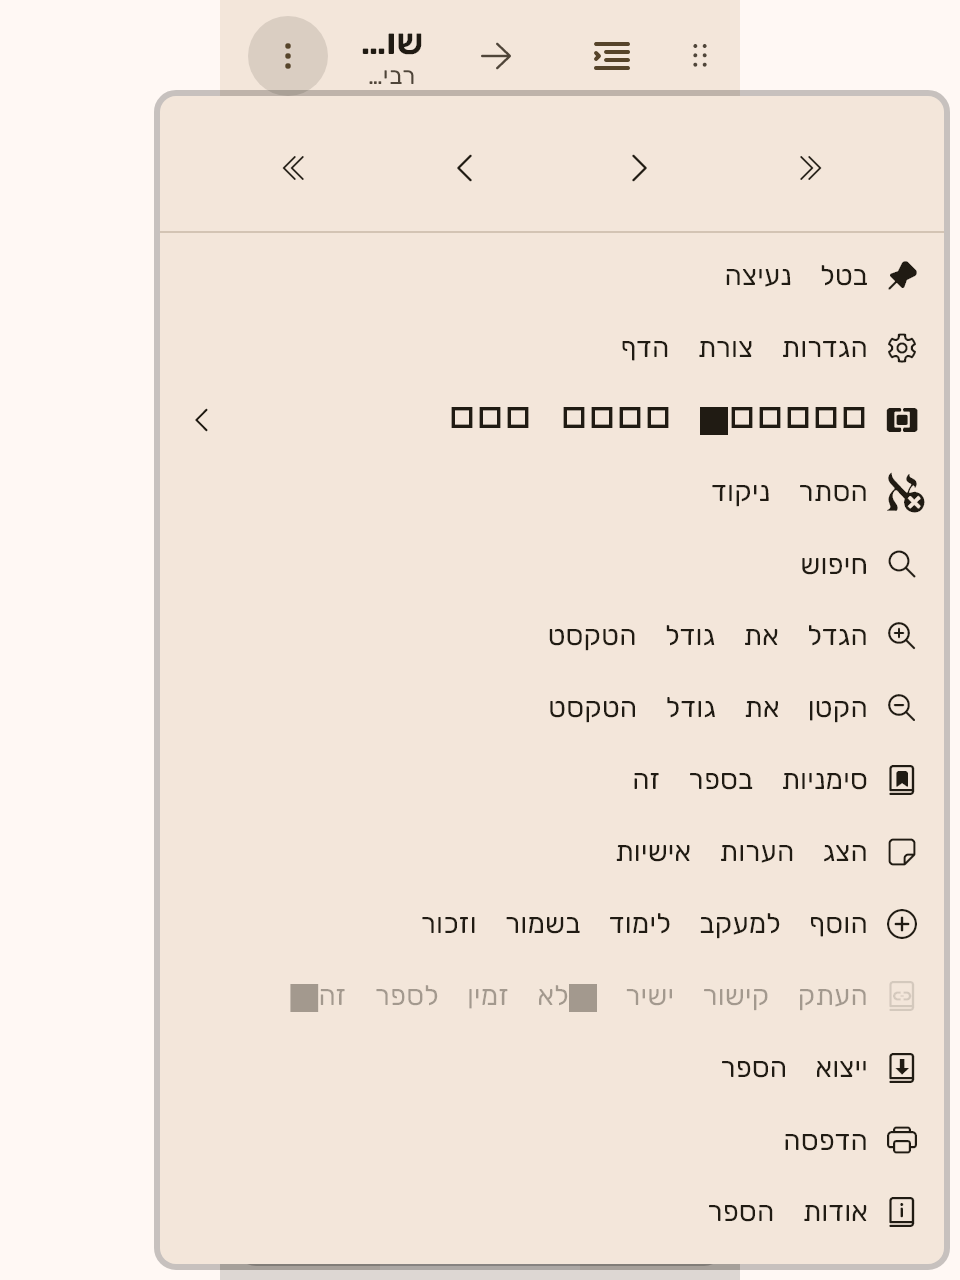 שו...
רבי...
בטל נעיצה
הגדרות צורת הדף
הסתר ניקוד
חיפוש
הגדל את גודל הטקסט
הקטן את גודל הטקסט
סימניות בספר זה
הצג הערות אישיות
הוסף למעקב לימוד בשמור וזכור
העתק קישור ישיר לא זמין לספר זה
ייצוא הספר
הדפסה
אודות הספר